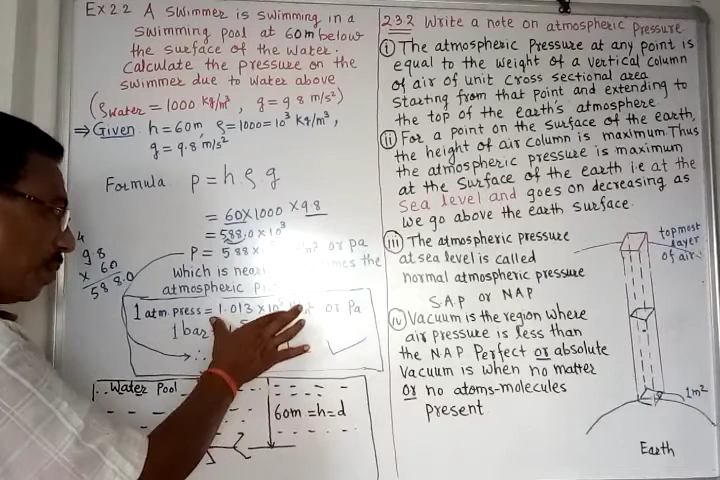 Ex 2.2 A swimmer is swimming in a
swimming pool at 60m below
the surface of the water.
Calculate the pressure on the
swimmer due to water above
(ρwater = 1000 kg/m³, g = 9.8 m/s²)
⇒ Given h = 60m, ρ = 1000 = 10³ kg/m³,
g = 9.8 m/s²
Formula P = h ρ g
= 60 × 1000 × 9.8
= 588.0 × 10³
P = 588 × or pa
which is near the
atmospheric
98
× 60
588.0
1 atm. press = 1.013 × 10 or Pa
1 bar
∴
Water Pool
60m = h = d
2.3.2 Write a note on atmospheric Pressure
(i) The atmospheric Pressure at any point is
equal to the weight of a vertical column
of air of unit cross sectional area
starting from that point and extending to
the top of the earth's atmosphere
(ii) For a point on the surface of the earth,
the height of air column is maximum. Thus
the atmospheric pressure is maximum
at the surface of the earth i.e at the
sea level and goes on decreasing as
we go above the earth surface.
(iii) The atmospheric pressure
at sea level is called
normal atmospheric pressure
S.A.P or NAP
(iv) Vacuum is the region where
air pressure is less than
the NAP Perfect or absolute
vacuum is when no matter
or no atoms-molecules
present.
topmost
layer
of air
1m²
Earth